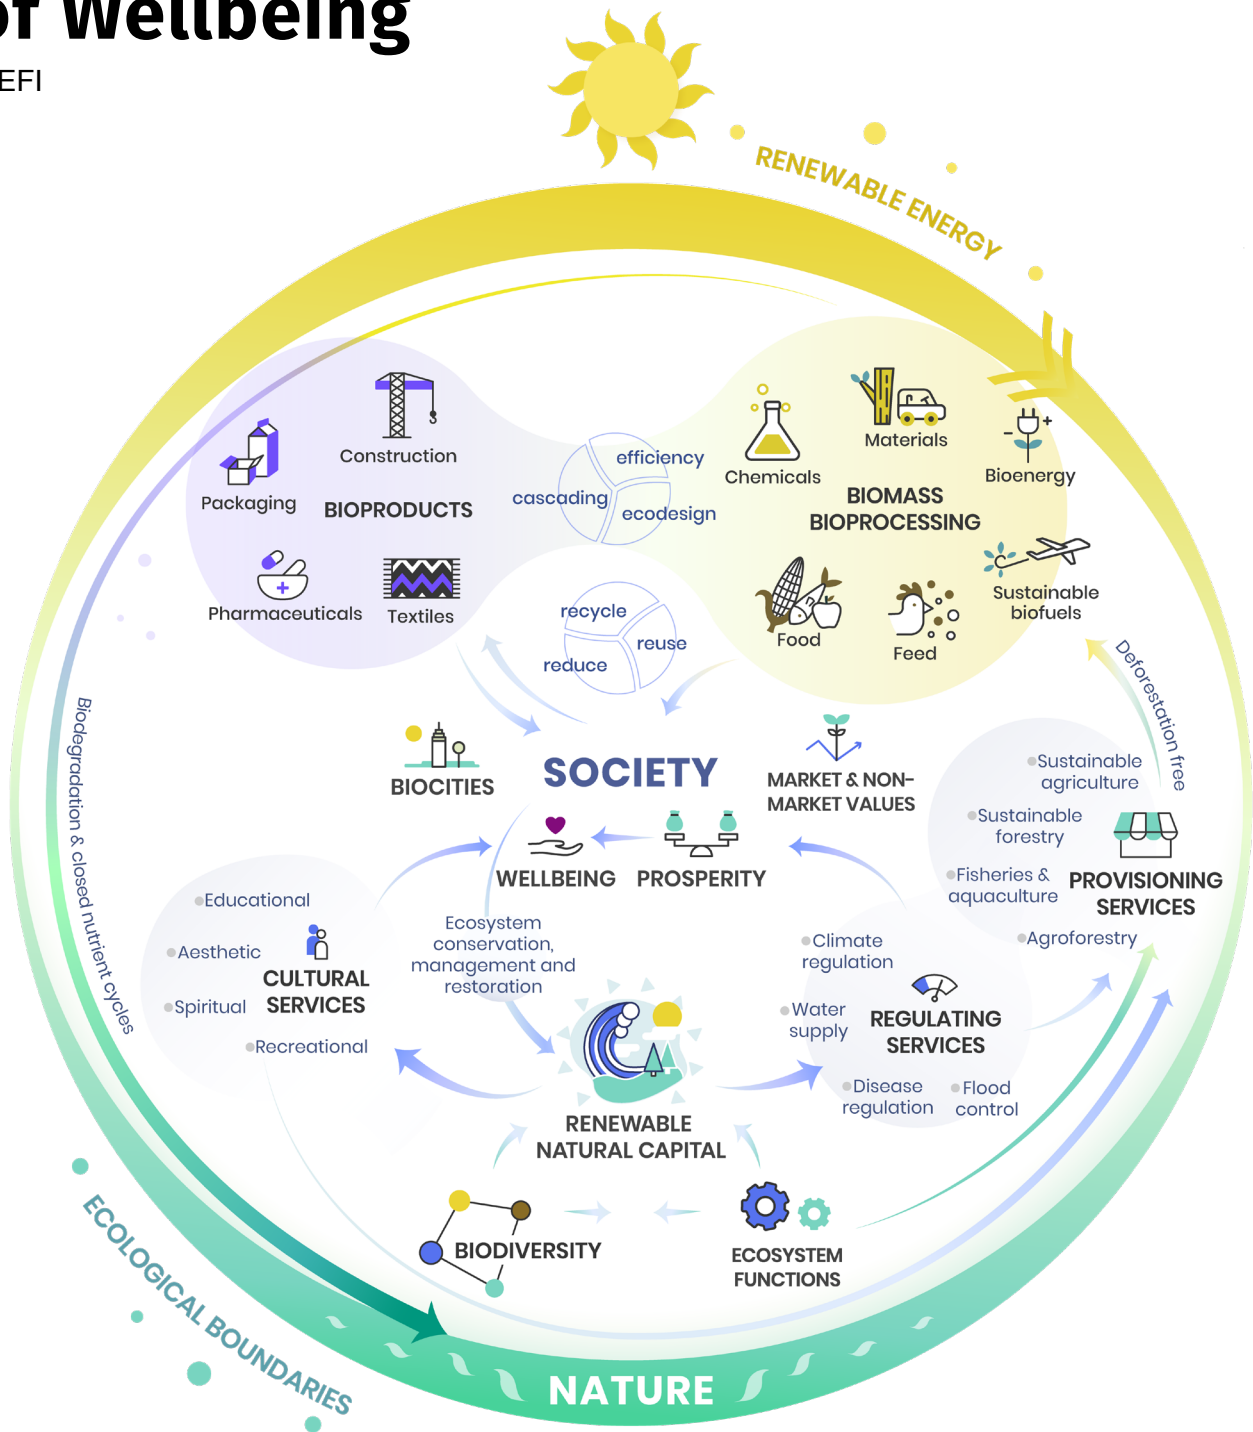 of Wellbeing
EFI
RENEWABLE ENERGY
Construction
Packaging
BIOPRODUCTS
Pharmaceuticals
Textiles
efficiency
cascading
ecodesign
recycle
reuse
reduce
Materials
Chemicals
Bioenergy
BIOMASS
BIOPROCESSING
Sustainable
biofuels
Food
Feed
Deforestation free
Biodegradation & closed nutrient cycles
BIOCITIES
SOCIETY
MARKET & NON-
MARKET VALUES
WELLBEING
PROSPERITY
Sustainable
agriculture
Sustainable
forestry
Fisheries &
aquaculture
PROVISIONING
SERVICES
Agroforestry
Educational
Aesthetic
CULTURAL
SERVICES
Spiritual
Recreational
Ecosystem
conservation,
management and
restoration
Climate
regulation
Water
supply
REGULATING
SERVICES
Disease
regulation
Flood
control
RENEWABLE
NATURAL CAPITAL
BIODIVERSITY
ECOSYSTEM
FUNCTIONS
ECOLOGICAL BOUNDARIES
NATURE